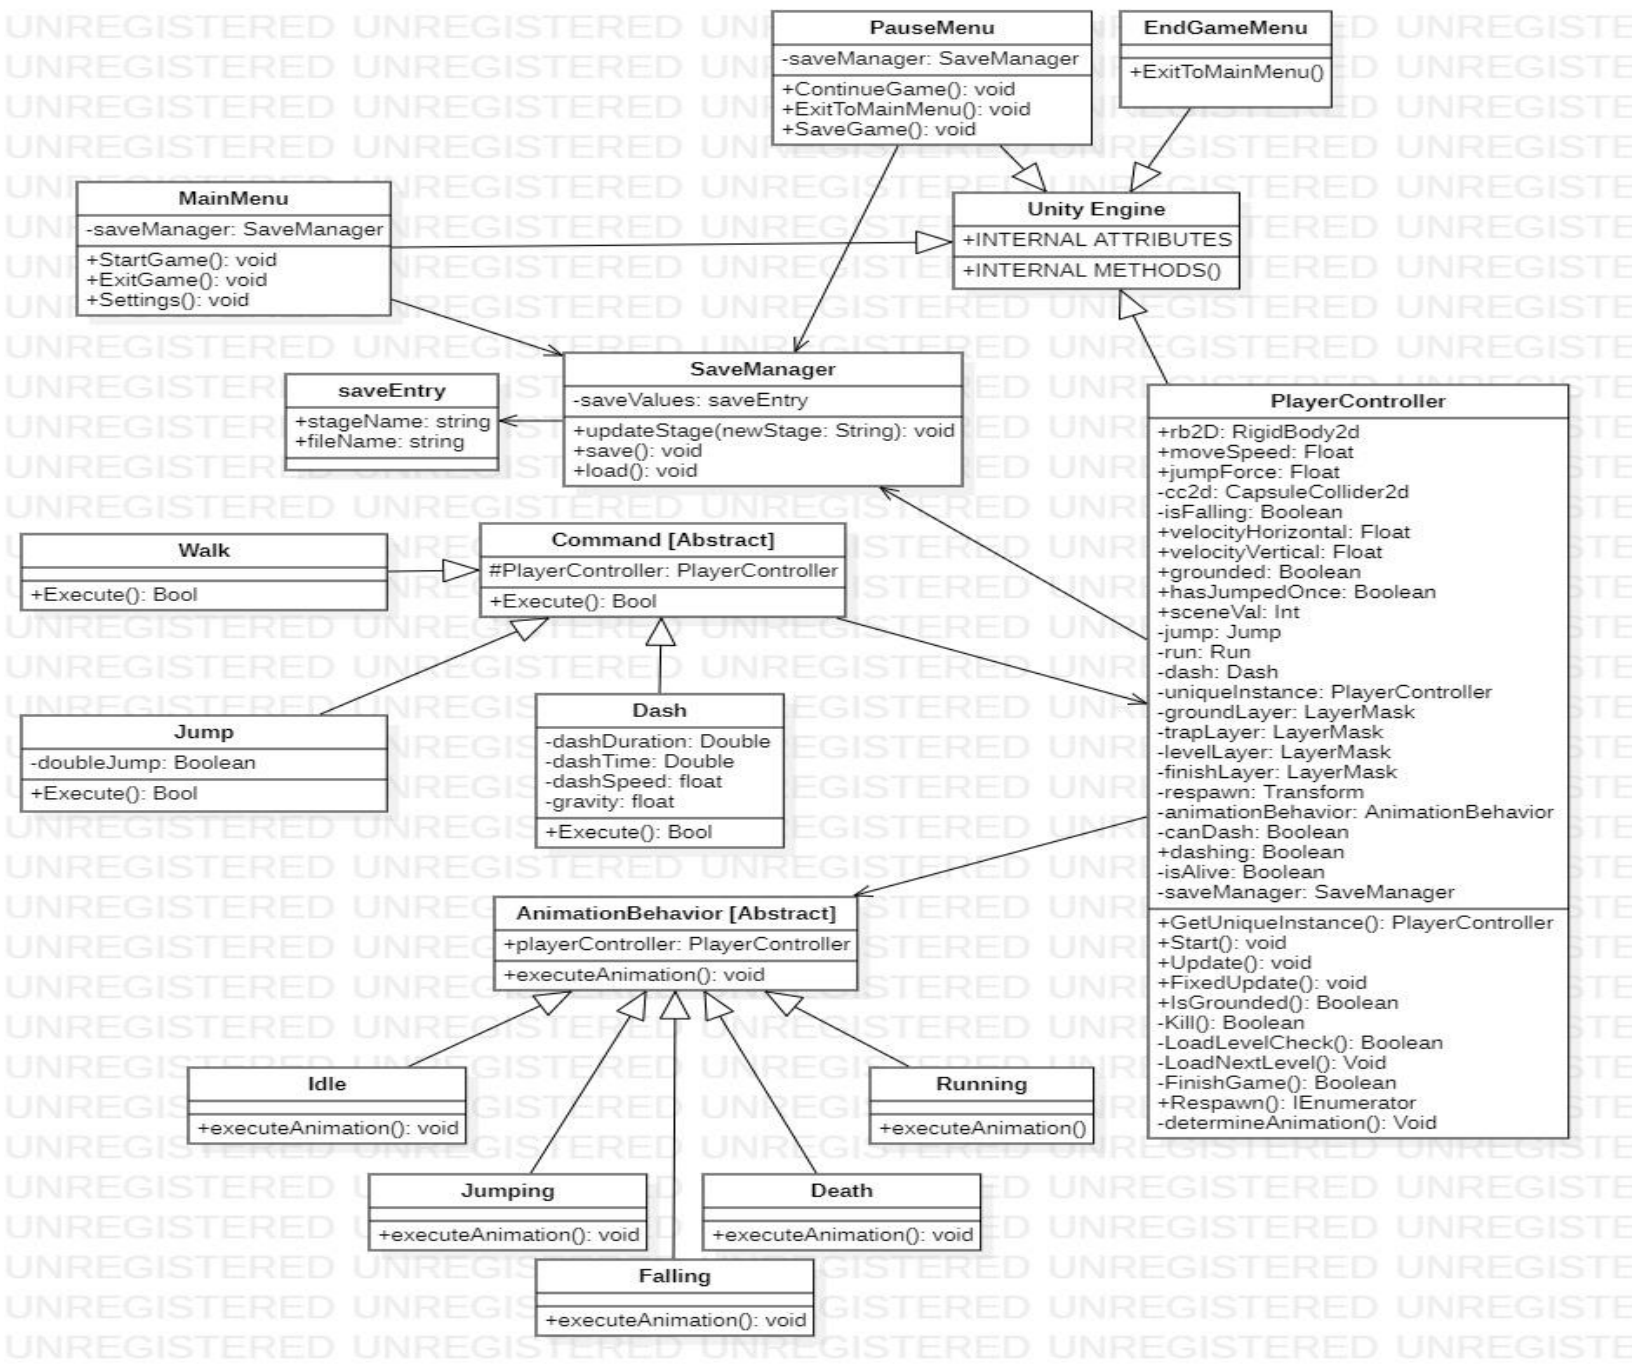 PauseMenu
-saveManager: SaveManager
+ContinueGame(): void
+ExitToMainMenu(): void
+SaveGame(): void
EndGameMenu
+ExitToMainMenu()
MainMenu
-saveManager: SaveManager
+StartGame(): void
+ExitGame(): void
+Settings(): void
Unity Engine
+INTERNAL ATTRIBUTES
+INTERNAL METHODS()
saveEntry
+stageName: string
+fileName: string
SaveManager
-saveValues: saveEntry
+updateStage(newStage: String): void
+save(): void
+load(): void
PlayerController
+rb2D: RigidBody2d
+moveSpeed: Float
+jumpForce: Float
-cc2d: CapsuleCollider2d
-isFalling: Boolean
+velocityHorizontal: Float
+velocityVertical: Float
+grounded: Boolean
+hasJumpedOnce: Boolean
+sceneVal: Int
-jump: Jump
-run: Run
-dash: Dash
-uniqueInstance: PlayerController
-groundLayer: LayerMask
-trapLayer: LayerMask
-levelLayer: LayerMask
-finishLayer: LayerMask
-respawn: Transform
-animationBehavior: AnimationBehavior
-canDash: Boolean
+dashing: Boolean
-isAlive: Boolean
-saveManager: SaveManager
+GetUniqueInstance(): PlayerController
+Start(): void
+Update(): void
+FixedUpdate(): void
+IsGrounded(): Boolean
-Kill(): Boolean
-LoadLevelCheck(): Boolean
-LoadNextLevel(): Void
-FinishGame(): Boolean
+Respawn(): IEnumerator
-determineAnimation(): Void
Walk
+Execute(): Bool
Command [Abstract]
#PlayerController: PlayerController
+Execute(): Bool
Jump
-doubleJump: Boolean
+Execute(): Bool
Dash
-dashDuration: Double
-dashTime: Double
-dashSpeed: float
-gravity: float
+Execute(): Bool
AnimationBehavior [Abstract]
+playerController: PlayerController
+executeAnimation(): void
Idle
+executeAnimation(): void
Running
+executeAnimation()
Jumping
+executeAnimation(): void
Death
+executeAnimation(): void
Falling
+executeAnimation(): void